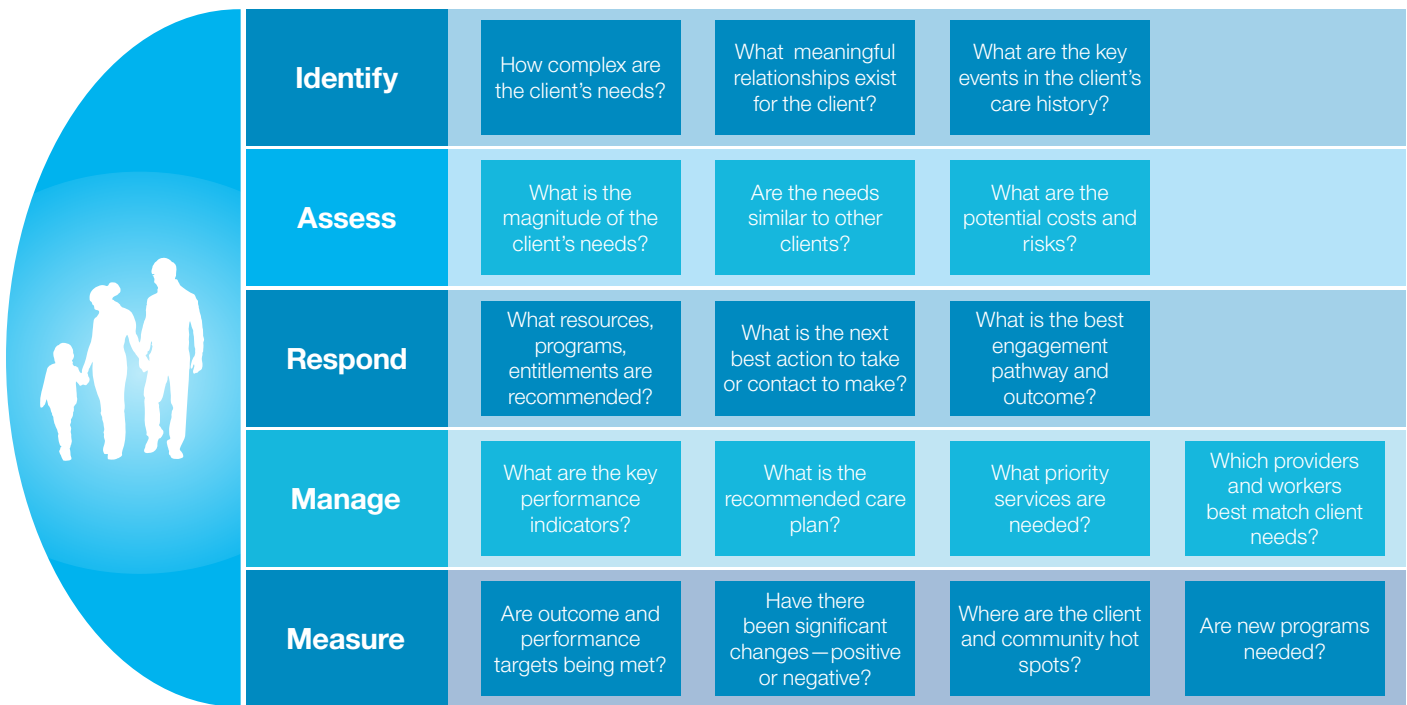 Identify
How complex are
the client’s needs?
What meaningful
relationships exist
for the client?
What are the key
events in the client’s
care history?
Assess
What is the
magnitude of the
client’s needs?
Are the needs
similar to other
clients?
What are the
potential costs and
risks?
Respond
What resources,
programs,
entitlements are
recommended?
What is the next
best action to take
or contact to make?
What is the best
engagement
pathway and
outcome?
Manage
What are the key
performance
indicators?
What is the
recommended care
plan?
What priority
services are
needed?
Which providers
and workers
best match client
needs?
Measure
Are outcome and
performance
targets being met?
Have there
been significant
changes—positive
or negative?
Where are the client
and community hot
spots?
Are new programs
needed?